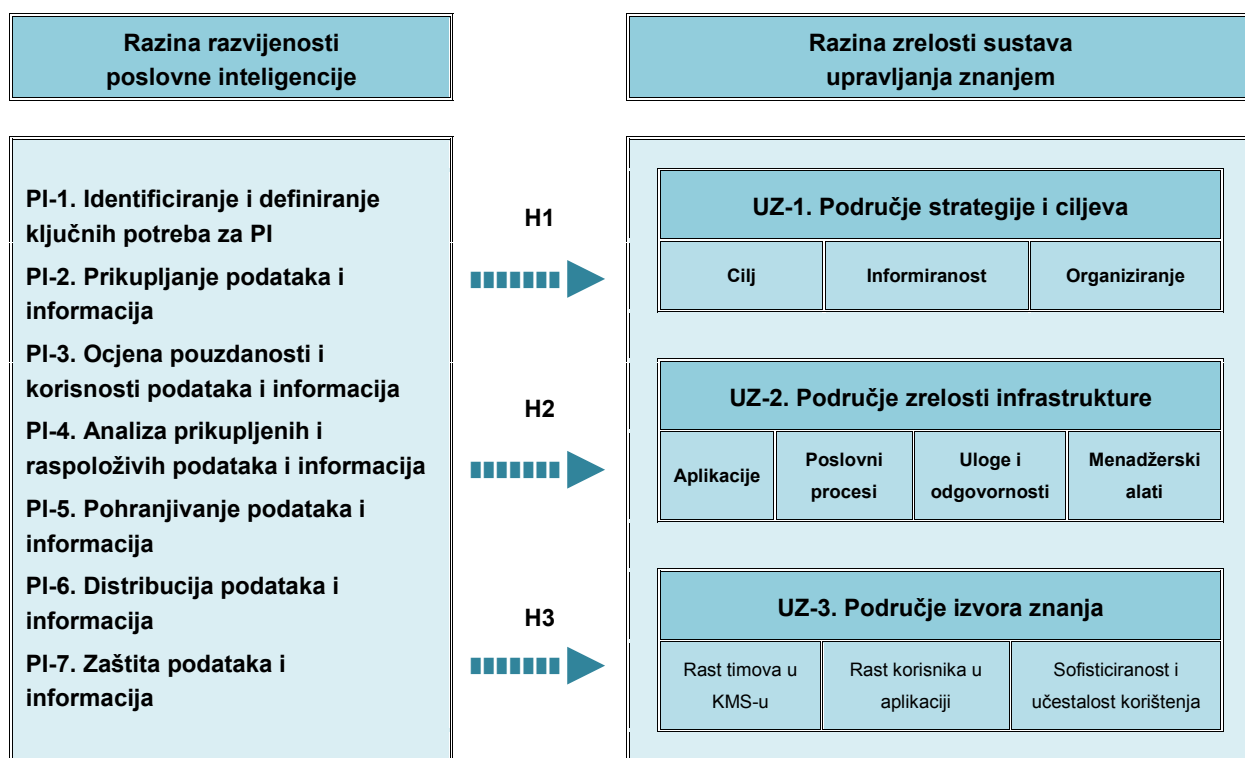 Razina razvijenosti
poslovne inteligencije
Razina zrelosti sustava
upravljanja znanjem
PI-1. Identificiranje i definiranje
ključnih potreba za PI
PI-2. Prikupljanje podataka i
informacija
PI-3. Ocjena pouzdanosti i
korisnosti podataka i informacija
PI-4. Analiza prikupljenih i
raspoloživih podataka i informacija
PI-5. Pohranjivanje podataka i
informacija
PI-6. Distribucija podataka i
informacija
PI-7. Zaštita podataka i
informacija
H1
H2
H3
UZ-1. Područje strategije i ciljeva
Cilj
Informiranost
Organiziranje
UZ-2. Područje zrelosti infrastrukture
Aplikacije
Poslovni
procesi
Uloge i
odgovornosti
Menadžerski
alati
UZ-3. Područje izvora znanja
Rast timova u
KMS-u
Rast korisnika u
aplikaciji
Sofisticiranost i
učestalost korištenja